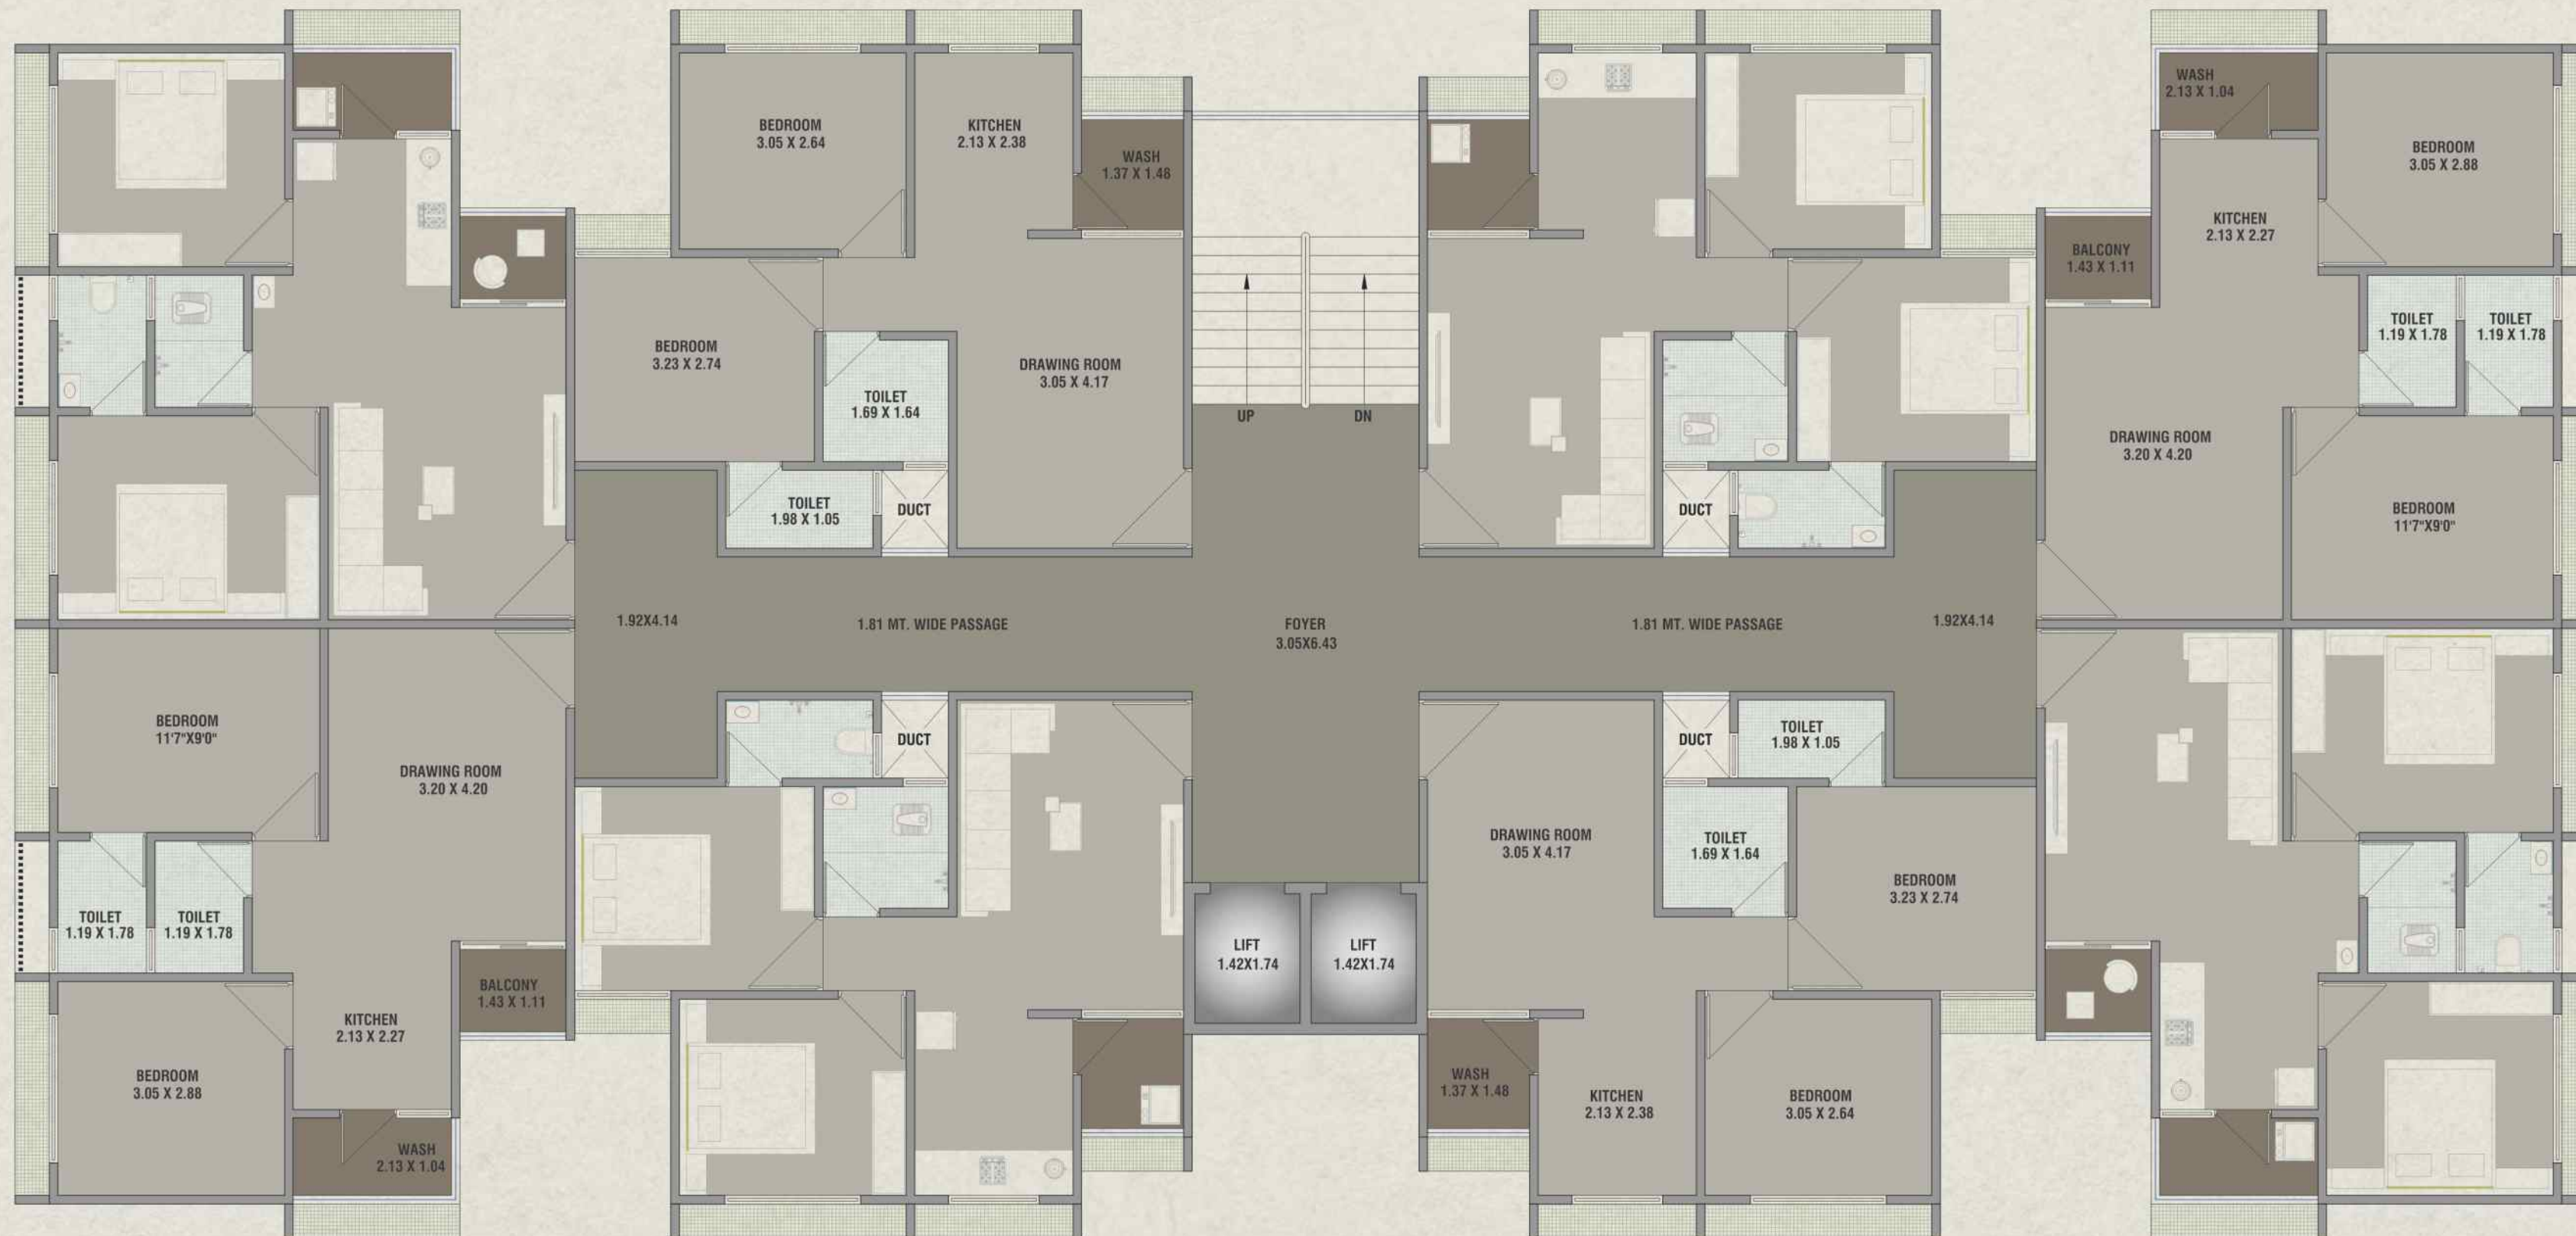 BEDROOM
3.05 X 2.64
KITCHEN
2.13 X 2.38
WASH
1.37 X 1.48
WASH
2.13 X 1.04
BEDROOM
3.05 X 2.88
KITCHEN
2.13 X 2.27
BALCONY
1.43 X 1.11
BEDROOM
3.23 X 2.74
DRAWING ROOM
3.05 X 4.17
TOILET
1.69 X 1.64
UP
DN
TOILET
1.19 X 1.78
TOILET
1.19 X 1.78
DRAWING ROOM
3.20 X 4.20
TOILET
1.98 X 1.05
DUCT
DUCT
BEDROOM
11'7"X9'0"
1.92X4.14
1.81 MT. WIDE PASSAGE
FOYER
3.05X6.43
1.81 MT. WIDE PASSAGE
1.92X4.14
BEDROOM
11'7"X9'0"
DRAWING ROOM
3.20 X 4.20
DUCT
DUCT
TOILET
1.98 X 1.05
DRAWING ROOM
3.05 X 4.17
TOILET
1.69 X 1.64
BEDROOM
3.23 X 2.74
TOILET
1.19 X 1.78
TOILET
1.19 X 1.78
LIFT
1.42X1.74
LIFT
1.42X1.74
BALCONY
1.43 X 1.11
KITCHEN
2.13 X 2.27
BEDROOM
3.05 X 2.88
WASH
1.37 X 1.48
KITCHEN
2.13 X 2.38
BEDROOM
3.05 X 2.64
WASH
2.13 X 1.04